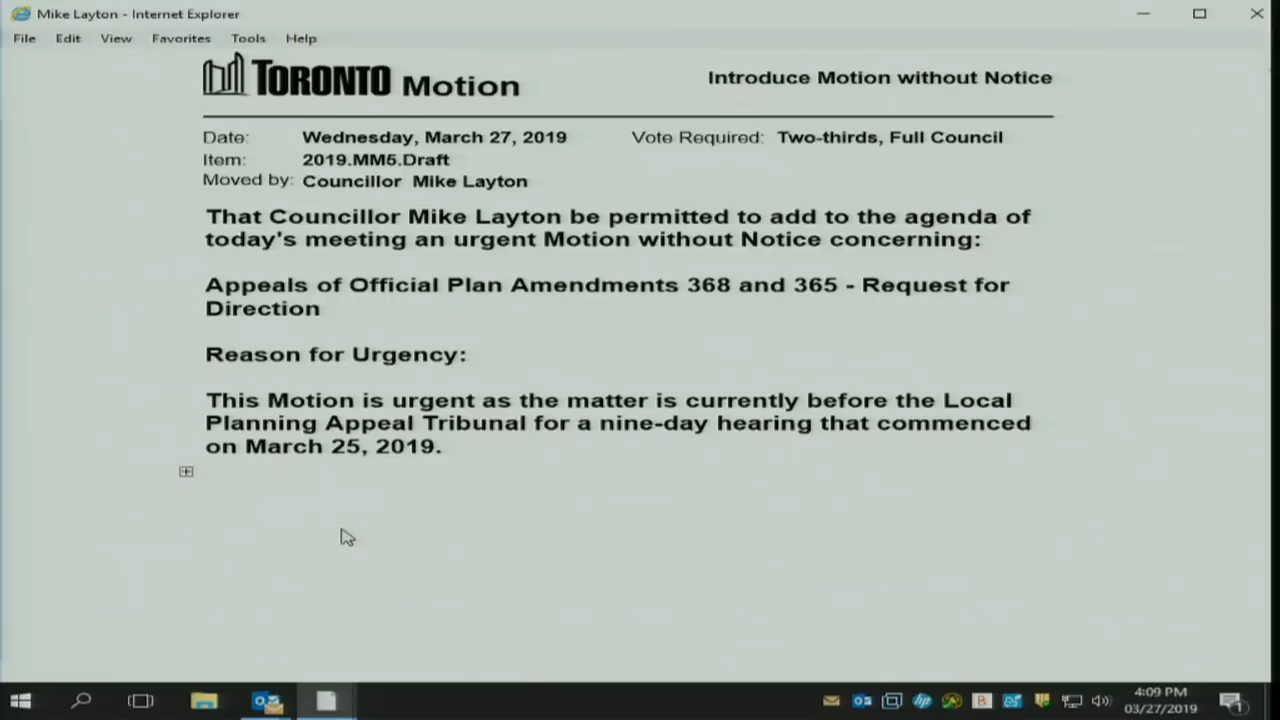 Mike Layton - Internet Explorer
File Edit View Favorites Tools Help
TORONTO Motion
Introduce Motion without Notice
Date: Wednesday, March 27, 2019 Vote Required: Two-thirds, Full Council
Item: 2019.MM5.Draft
Moved by: Councillor Mike Layton
That Councillor Mike Layton be permitted to add to the agenda of
today's meeting an urgent Motion without Notice concerning:
Appeals of Official Plan Amendments 368 and 365 - Request for
Direction
Reason for Urgency:
This Motion is urgent as the matter is currently before the Local
Planning Appeal Tribunal for a nine-day hearing that commenced
on March 25, 2019.
4:09 PM
03/27/2019